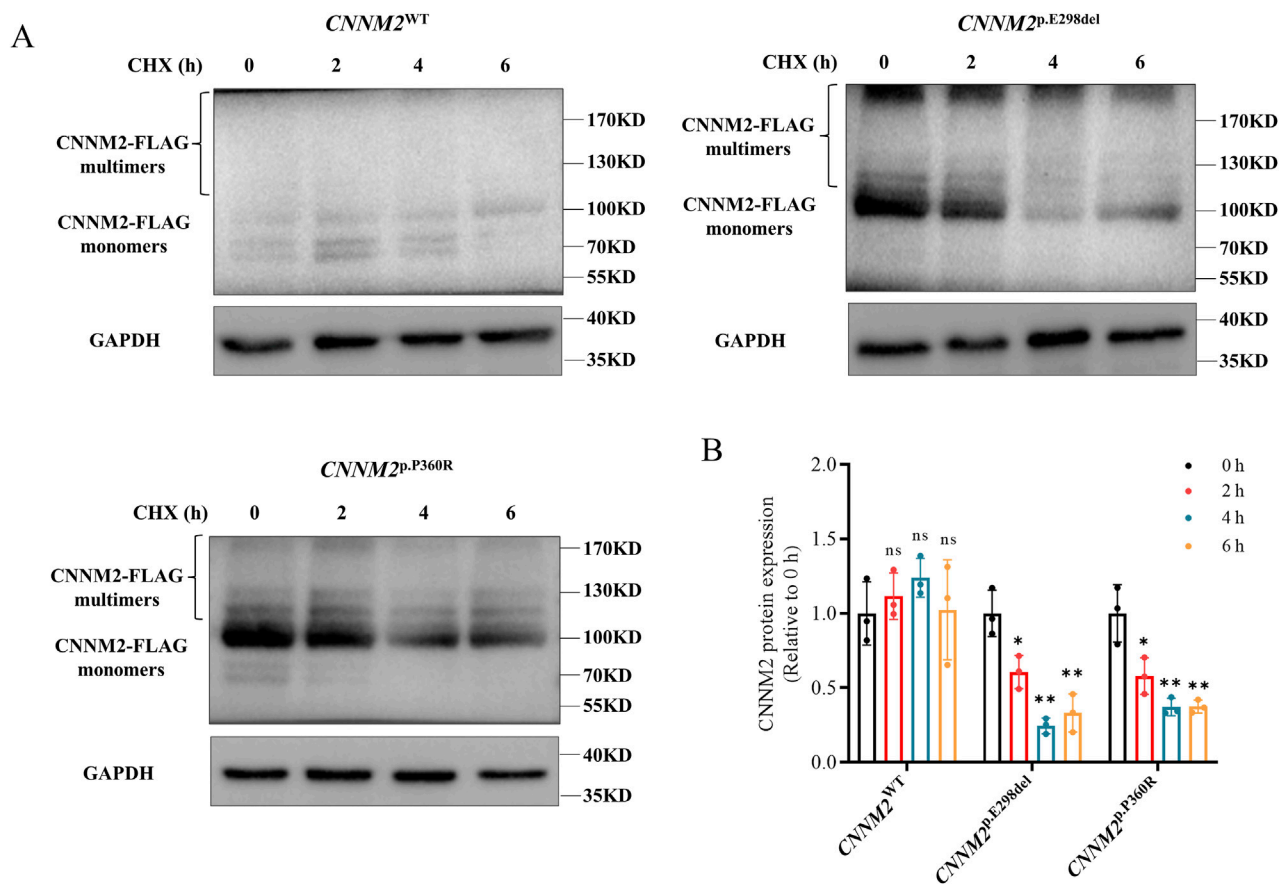 A
CNNM2WT
CHX (h) 0 2 4 6
CNNM2-FLAG
multimers
CNNM2-FLAG
monomers
170KD
130KD
100KD
70KD
55KD
GAPDH
40KD
35KD
CNNM2p.E298del
CHX (h) 0 2 4 6
CNNM2-FLAG
multimers
CNNM2-FLAG
monomers
170KD
130KD
100KD
70KD
55KD
GAPDH
40KD
35KD
CNNM2p.P360R
CHX (h) 0 2 4 6
CNNM2-FLAG
multimers
CNNM2-FLAG
monomers
170KD
130KD
100KD
70KD
55KD
GAPDH
40KD
35KD
B
CNNM2 protein expression
(Relative to 0 h)
2.0
1.5
1.0
0.5
0.0
ns ns ns
* ** **
* ** **
0 h
2 h
4 h
6 h
CNNM2WT
CNNM2p.E298del
CNNM2p.P360R